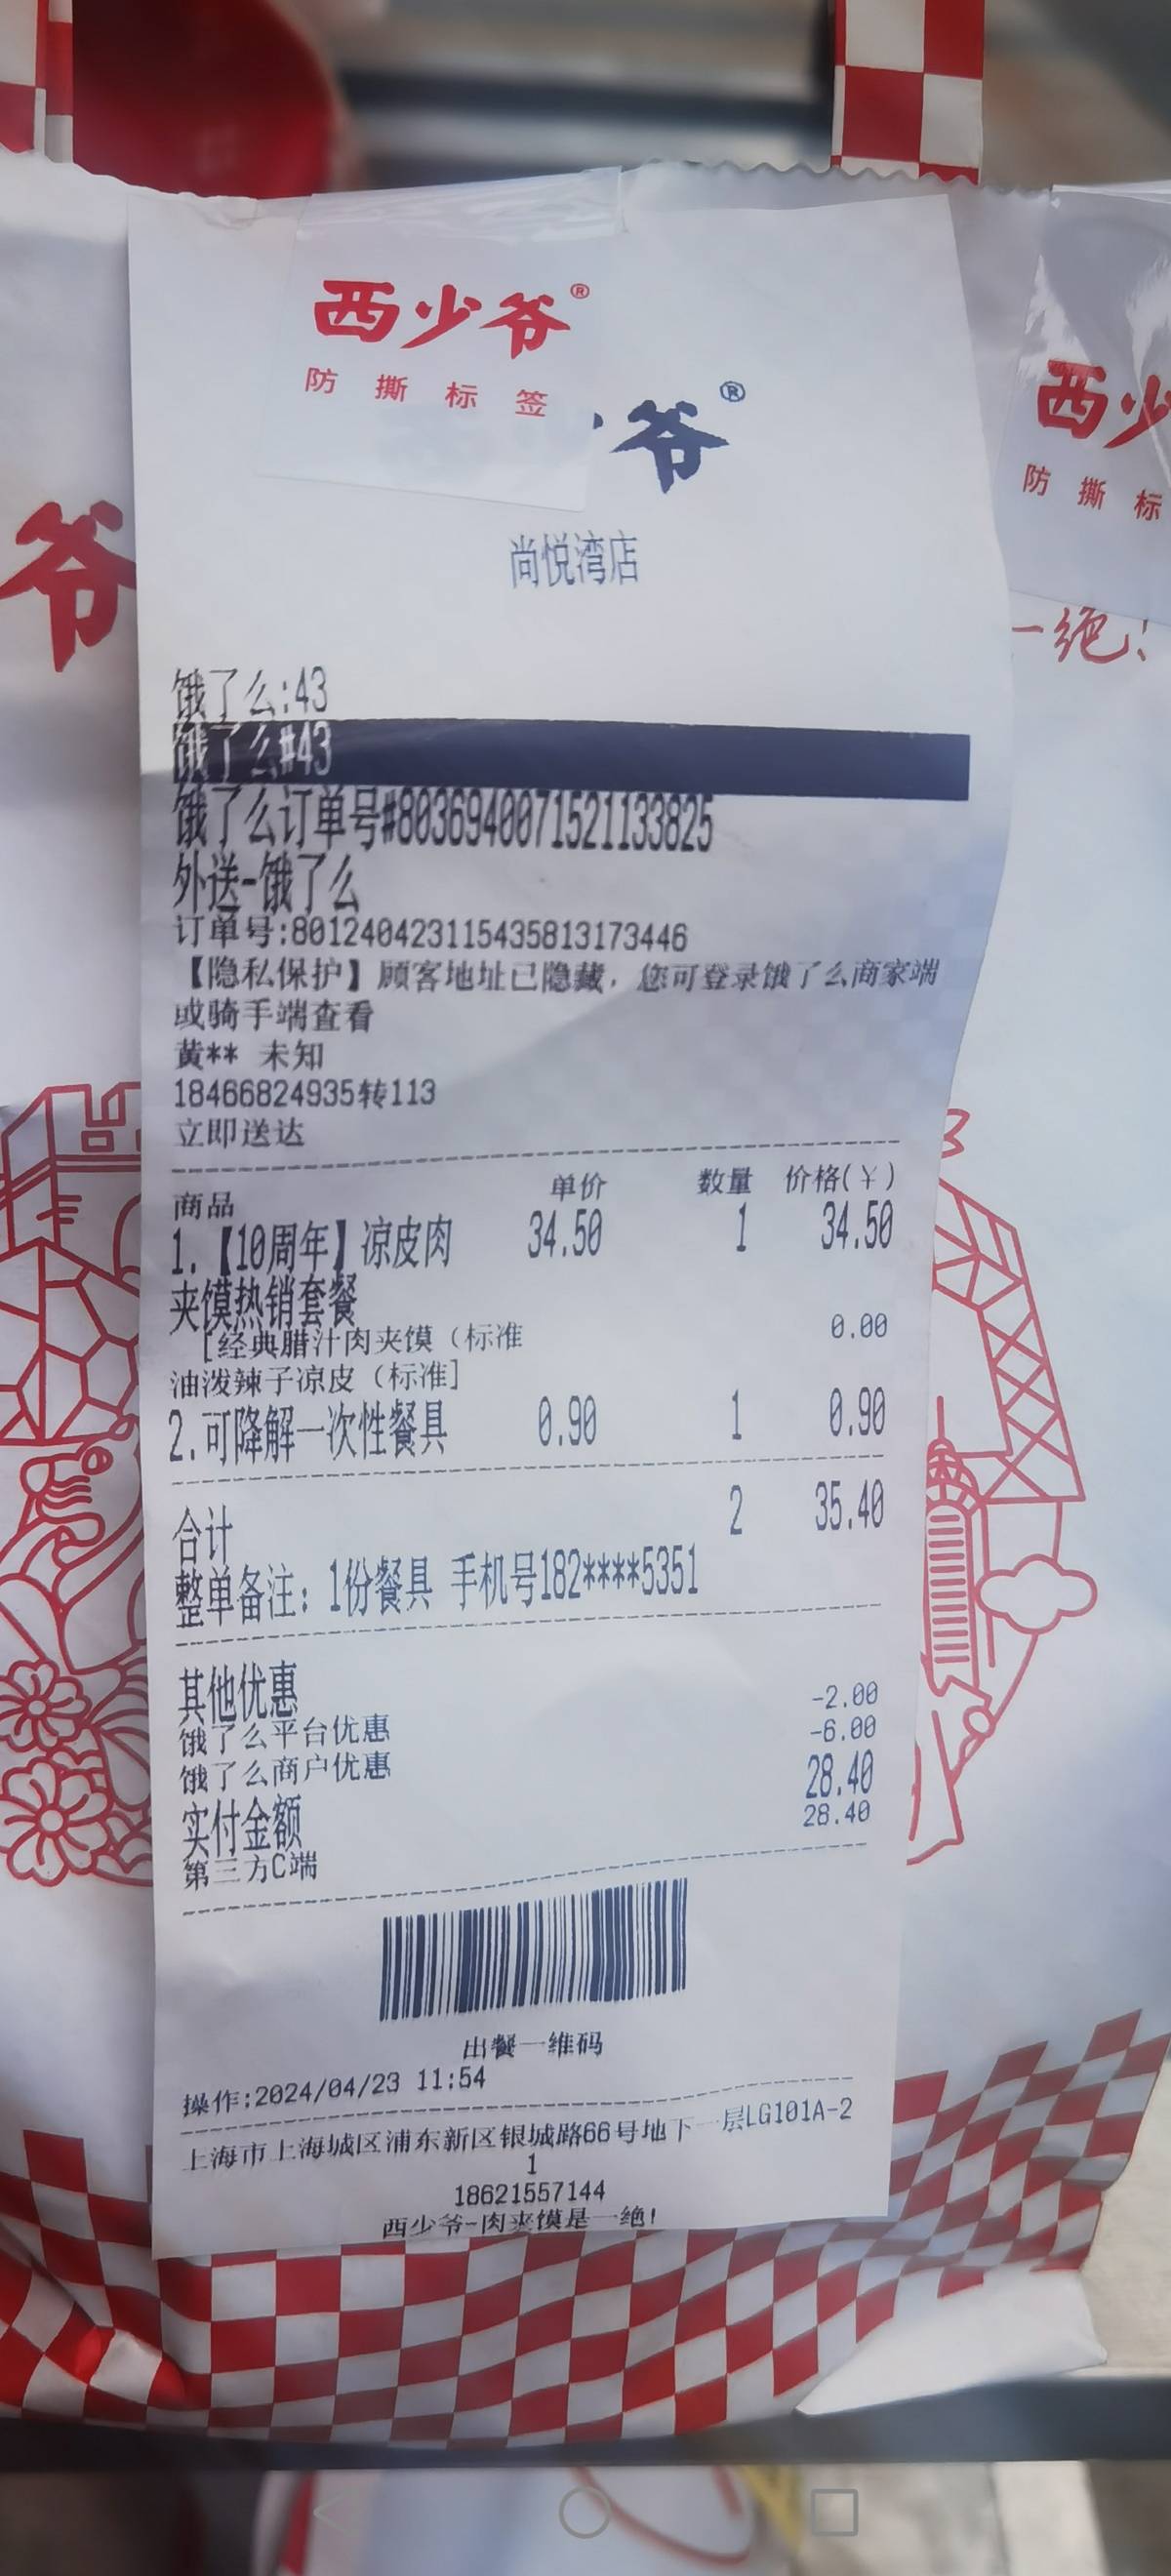 西少爷®
防撕标签
爷®
西少
防撕标
爷
一绝!
尚悦湾店
饿了么:43
饿了么#43
饿了么订单号#8036940071521133825
外送-饿了么
订单号:801240423115435813173446
【隐私保护】顾客地址已隐藏，您可登录饿了么商家端
或骑手端查看
黄** 未知
18466824935转113
立即送达
商品 单价 数量 价格(￥)
1.【10周年】凉皮肉 34.50 1 34.50
夹馍热销套餐
[经典腊汁肉夹馍（标准 0.00
油泼辣子凉皮（标准]
2.可降解一次性餐具 0.90 1 0.90
合计 2 35.40
整单备注：1份餐具 手机号182****5351
其他优惠
饿了么平台优惠 -2.00
饿了么商户优惠 -6.00
实付金额 28.40
第三方C端 28.40
出餐一维码
操作:2024/04/23 11:54
上海市上海城区浦东新区银城路66号地下一层LG101A-2
1
18621557144
西少爷-肉夹馍是一绝!